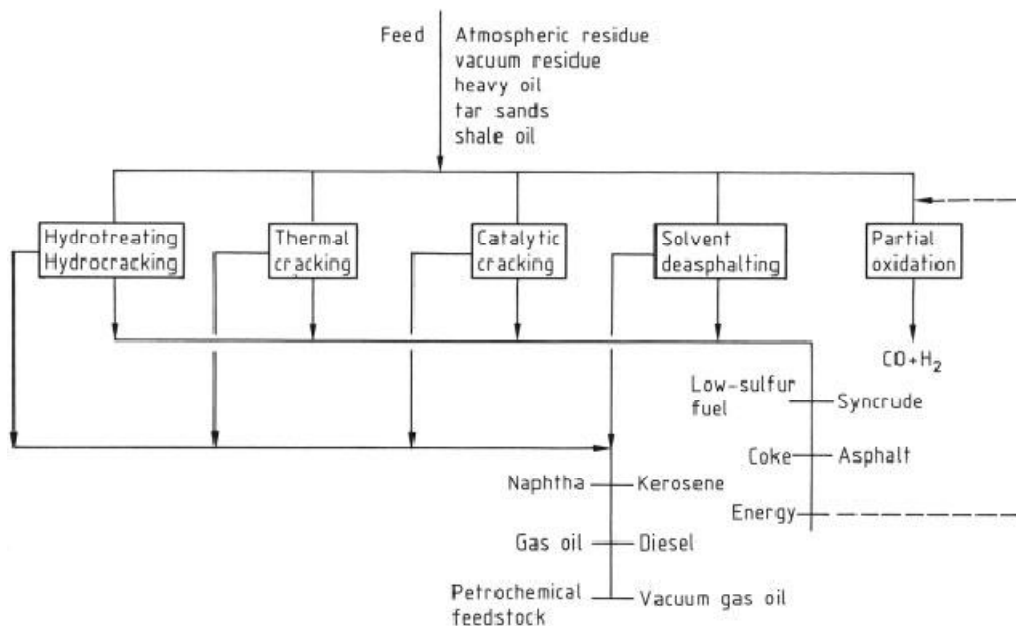 Feed
Atmospheric residue
vacuum residue
heavy oil
tar sands
shale oil
Hydrotreating
Hydrocracking
Thermal
cracking
Catalytic
cracking
Solvent
deasphalting
Partial
oxidation
CO+H₂
Low-sulfur
fuel
Syncrude
Coke
Asphalt
Energy
Naphtha
Kerosene
Gas oil
Diesel
Petrochemical
feedstock
Vacuum gas oil